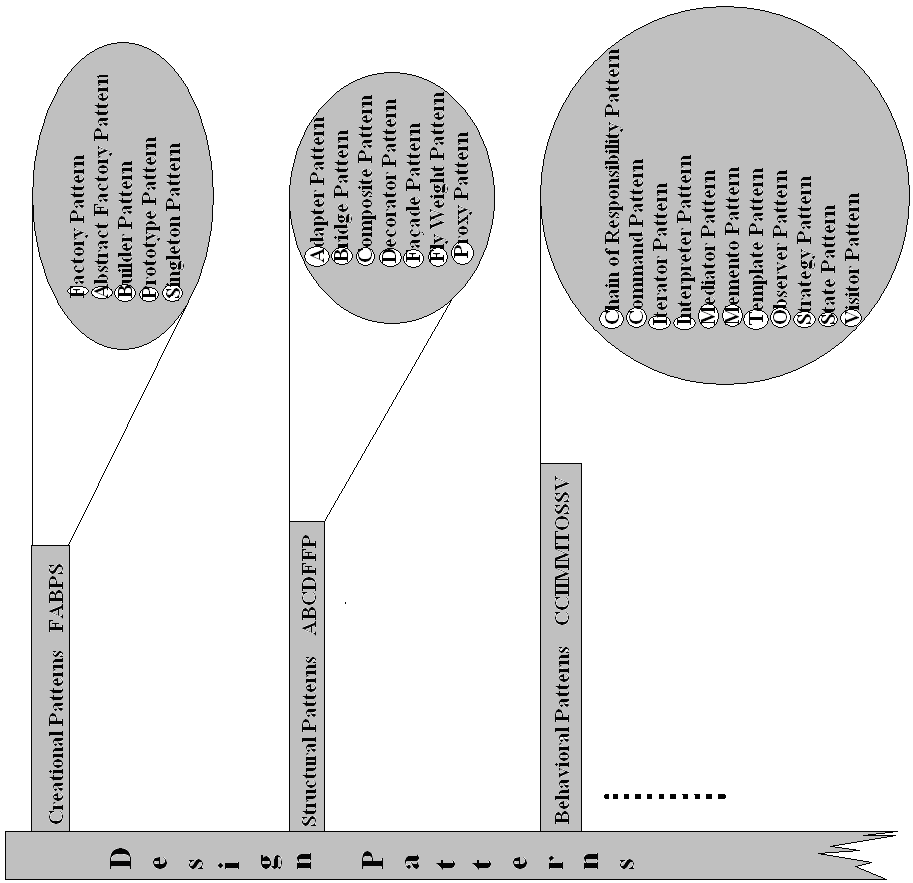 Design Patterns
Creational Patterns FABPS
Factory Pattern
Abstract Factory Pattern
Builder Pattern
Prototype Pattern
Singleton Pattern
Structural Patterns ABCDFFP
Adapter Pattern
Bridge Pattern
Composite Pattern
Decorator Pattern
Façade Pattern
Fly Weight Pattern
Proxy Pattern
Behavioral Patterns CCIIMMTOSSV
Chain of Responsibility Pattern
Command Pattern
Iterator Pattern
Interpreter Pattern
Mediator Pattern
Memento Pattern
Template Pattern
Observer Pattern
Strategy Pattern
State Pattern
Visitor Pattern